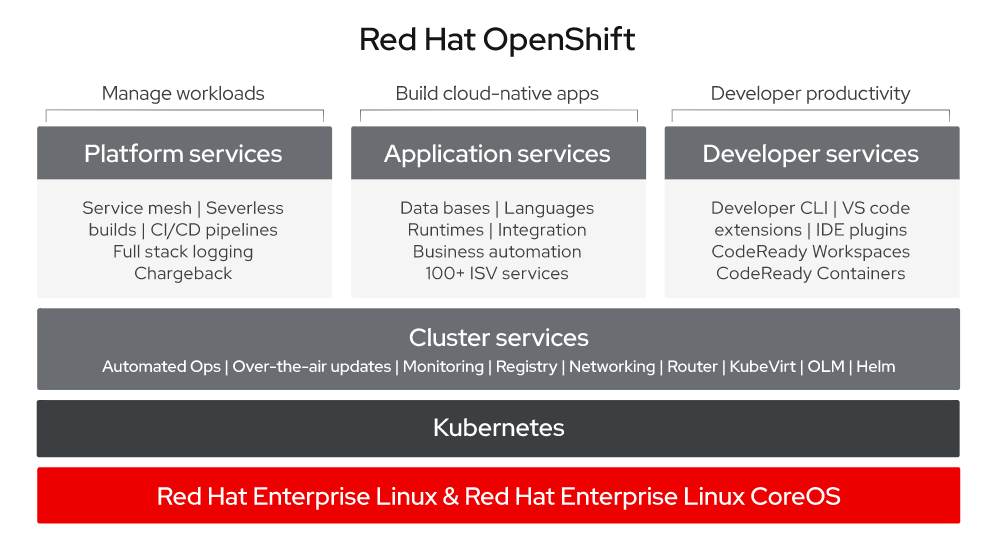 Red Hat OpenShift
Manage workloads
Build cloud-native apps
Developer productivity
Platform services
Application services
Developer services
Service mesh | Severless
builds | CI/CD pipelines
Full stack logging
Chargeback
Data bases | Languages
Runtimes | Integration
Business automation
100+ ISV services
Developer CLI | VS code
extensions | IDE plugins
CodeReady Workspaces
CodeReady Containers
Cluster services
Automated Ops | Over-the-air updates | Monitoring | Registry | Networking | Router | KubeVirt | OLM | Helm
Kubernetes
Red Hat Enterprise Linux & Red Hat Enterprise Linux CoreOS